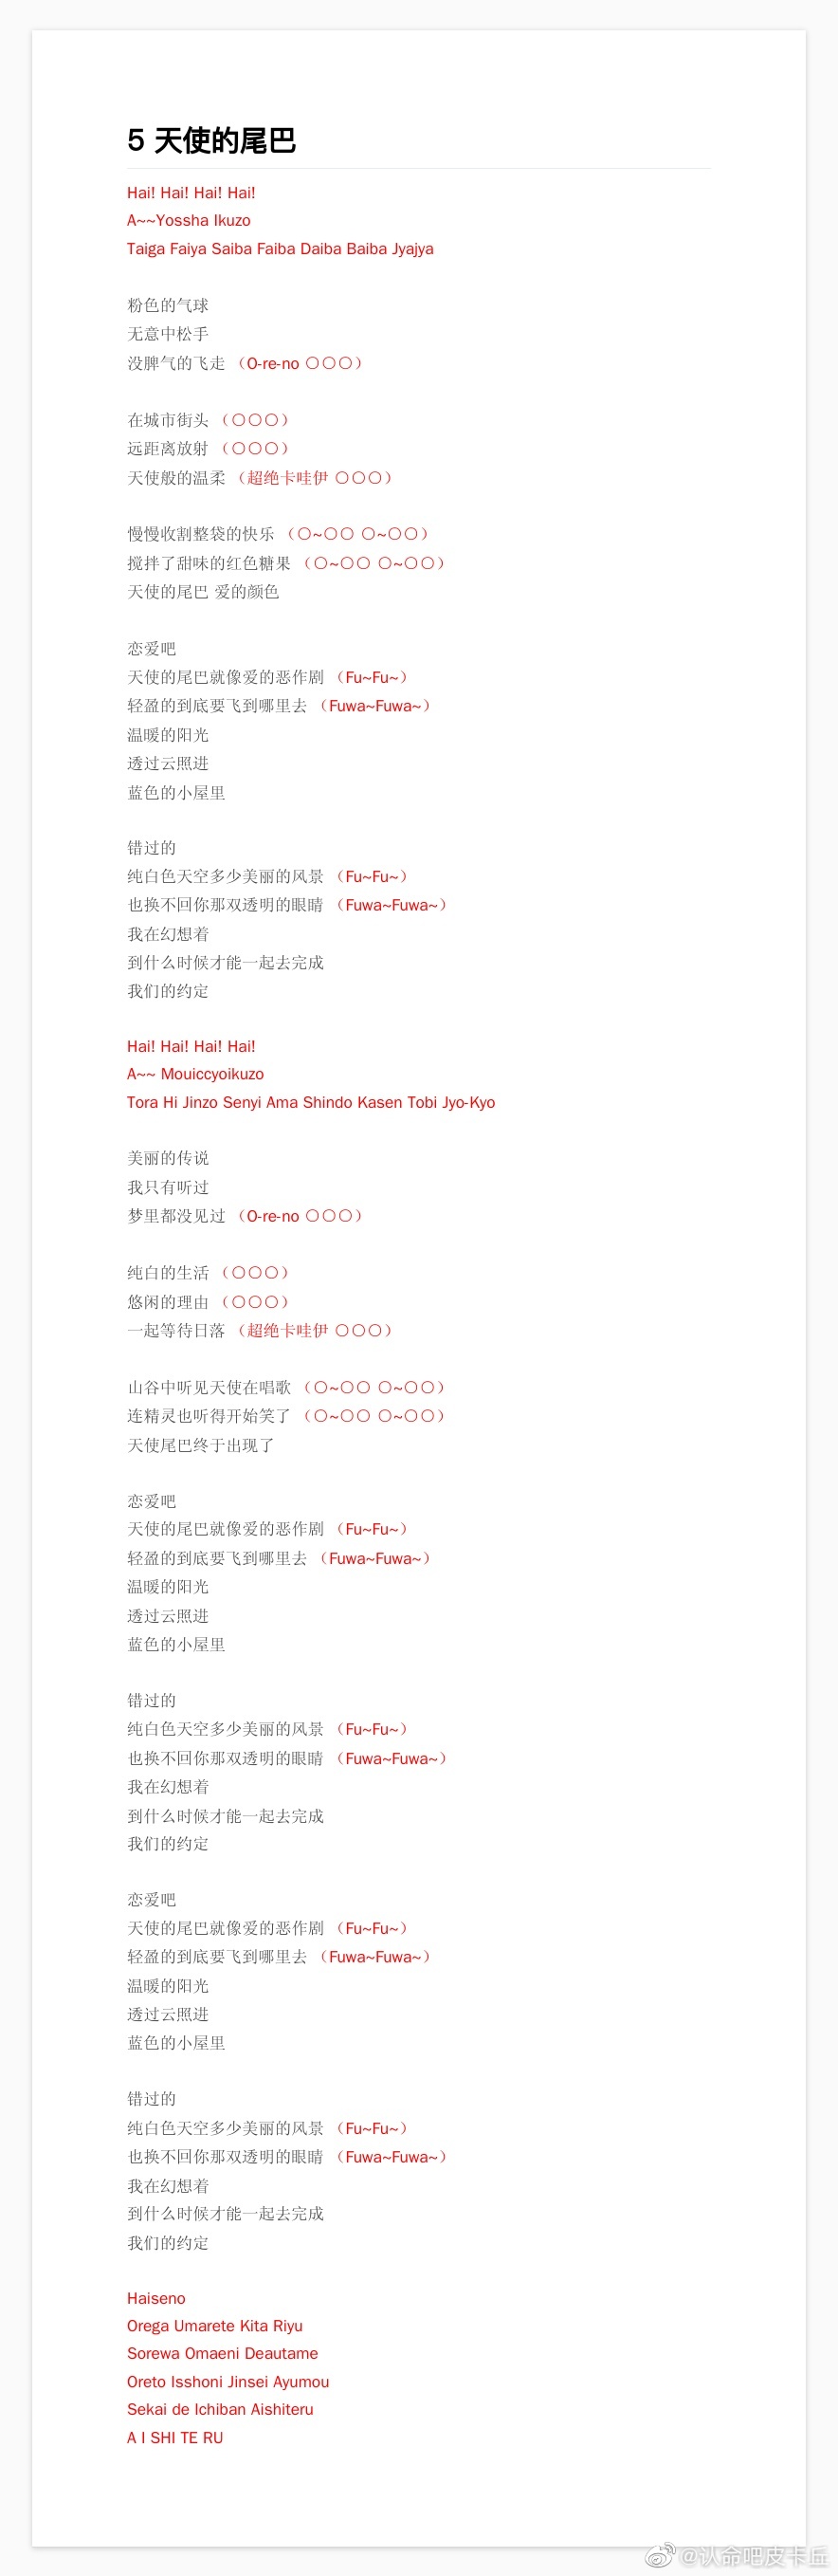 5 天使的尾巴
Hai! Hai! Hai! Hai!
A~~Yossha Ikuzo
Taiga Faiya Saiba Faiba Daiba Baiba Jyajya
粉色的气球
无意中松手
没脾气的飞走（O-re-no 〇〇〇）
在城市街头（〇〇〇）
远距离放射（〇〇〇）
天使般的温柔（超绝卡哇伊 〇〇〇）
慢慢收割整袋的快乐（〇~〇〇 〇~〇〇）
搅拌了甜味的红色糖果（〇~〇〇 〇~〇〇）
天使的尾巴 爱的颜色
恋爱吧
天使的尾巴就像爱的恶作剧（Fu~Fu~）
轻盈的到底要飞到哪里去（Fuwa~Fuwa~）
温暖的阳光
透过云照进
蓝色的小屋里
错过的
纯白色天空多少美丽的风景（Fu~Fu~）
也换不回你那双透明的眼睛（Fuwa~Fuwa~）
我在幻想着
到什么时候才能一起去完成
我们的约定
Hai! Hai! Hai! Hai!
A~~ Mouiccyoikuzo
Tora Hi Jinzo Senyi Ama Shindo Kasen Tobi Jyo-Kyo
美丽的传说
我只有听过
梦里都没见过（O-re-no 〇〇〇）
纯白的生活（〇〇〇）
悠闲的理由（〇〇〇）
一起等待日落（超绝卡哇伊 〇〇〇）
山谷中听见天使在唱歌（〇~〇〇 〇~〇〇）
连精灵也听得开始笑了（〇~〇〇 〇~〇〇）
天使尾巴终于出现了
恋爱吧
天使的尾巴就像爱的恶作剧（Fu~Fu~）
轻盈的到底要飞到哪里去（Fuwa~Fuwa~）
温暖的阳光
透过云照进
蓝色的小屋里
错过的
纯白色天空多少美丽的风景（Fu~Fu~）
也换不回你那双透明的眼睛（Fuwa~Fuwa~）
我在幻想着
到什么时候才能一起去完成
我们的约定
恋爱吧
天使的尾巴就像爱的恶作剧（Fu~Fu~）
轻盈的到底要飞到哪里去（Fuwa~Fuwa~）
温暖的阳光
透过云照进
蓝色的小屋里
错过的
纯白色天空多少美丽的风景（Fu~Fu~）
也换不回你那双透明的眼睛（Fuwa~Fuwa~）
我在幻想着
到什么时候才能一起去完成
我们的约定
Haiseno
Orega Umarete Kita Riyu
Sorewa Omaeni Deautame
Oreto Isshoni Jinsei Ayumou
Sekai de Ichiban Aishiteru
A I SHI TE RU
@认命吧皮卡丘